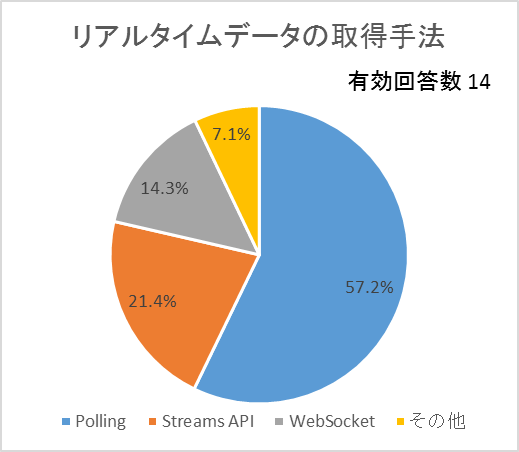 リアルタイムデータの取得手法
有効回答数 14
7.1%
14.3%
57.2%
21.4%
Polling Streams API WebSocket その他